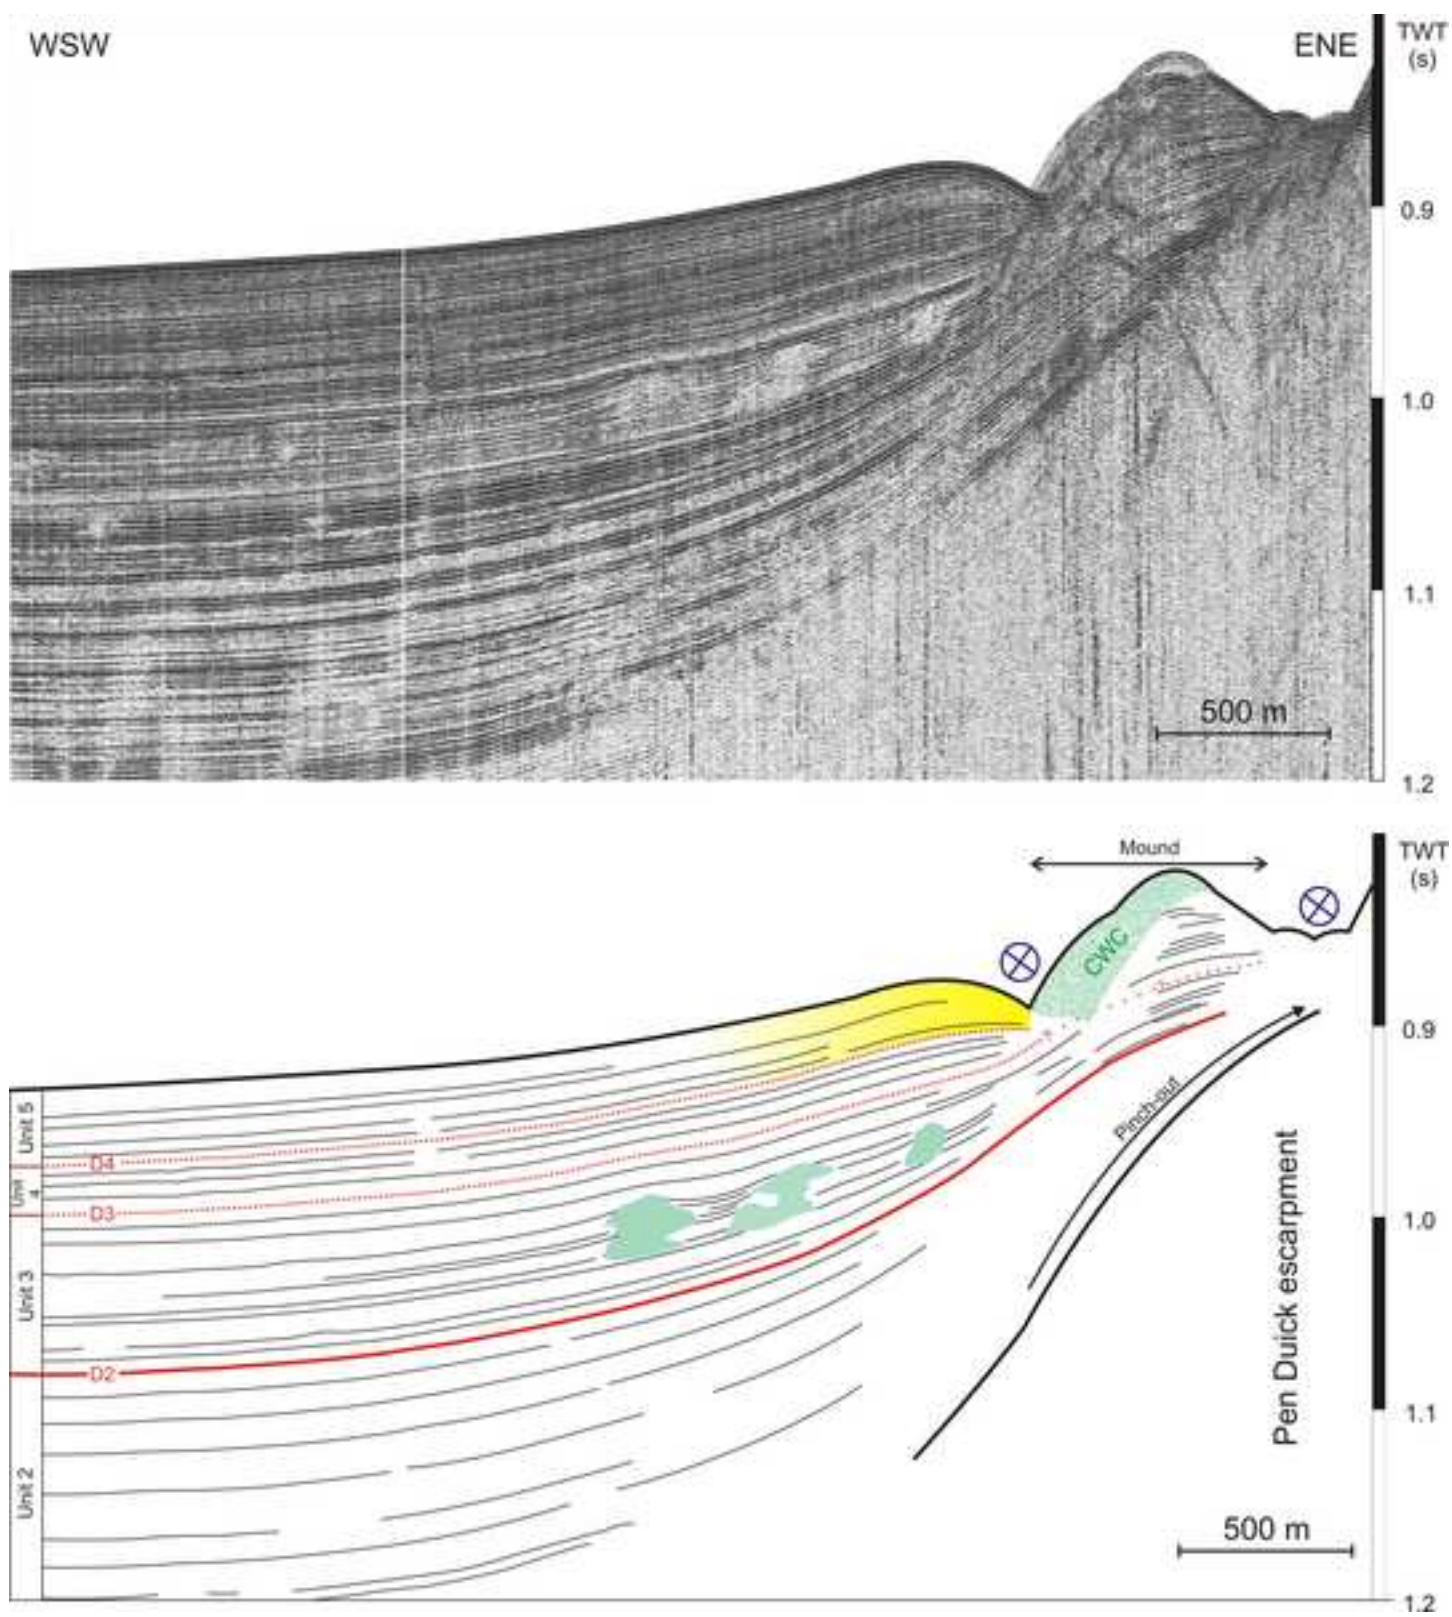 WSW
ENE
TWT
(s)
0.9
1.0
1.1
500 m
1.2
Mound
TWT
(s)
CWC
0.9
Pinch-out
Unit 5
D4
Unit
4
D3
1.0
Pen Duick escarpment
Unit 3
D2
1.1
Unit 2
500 m
1.2